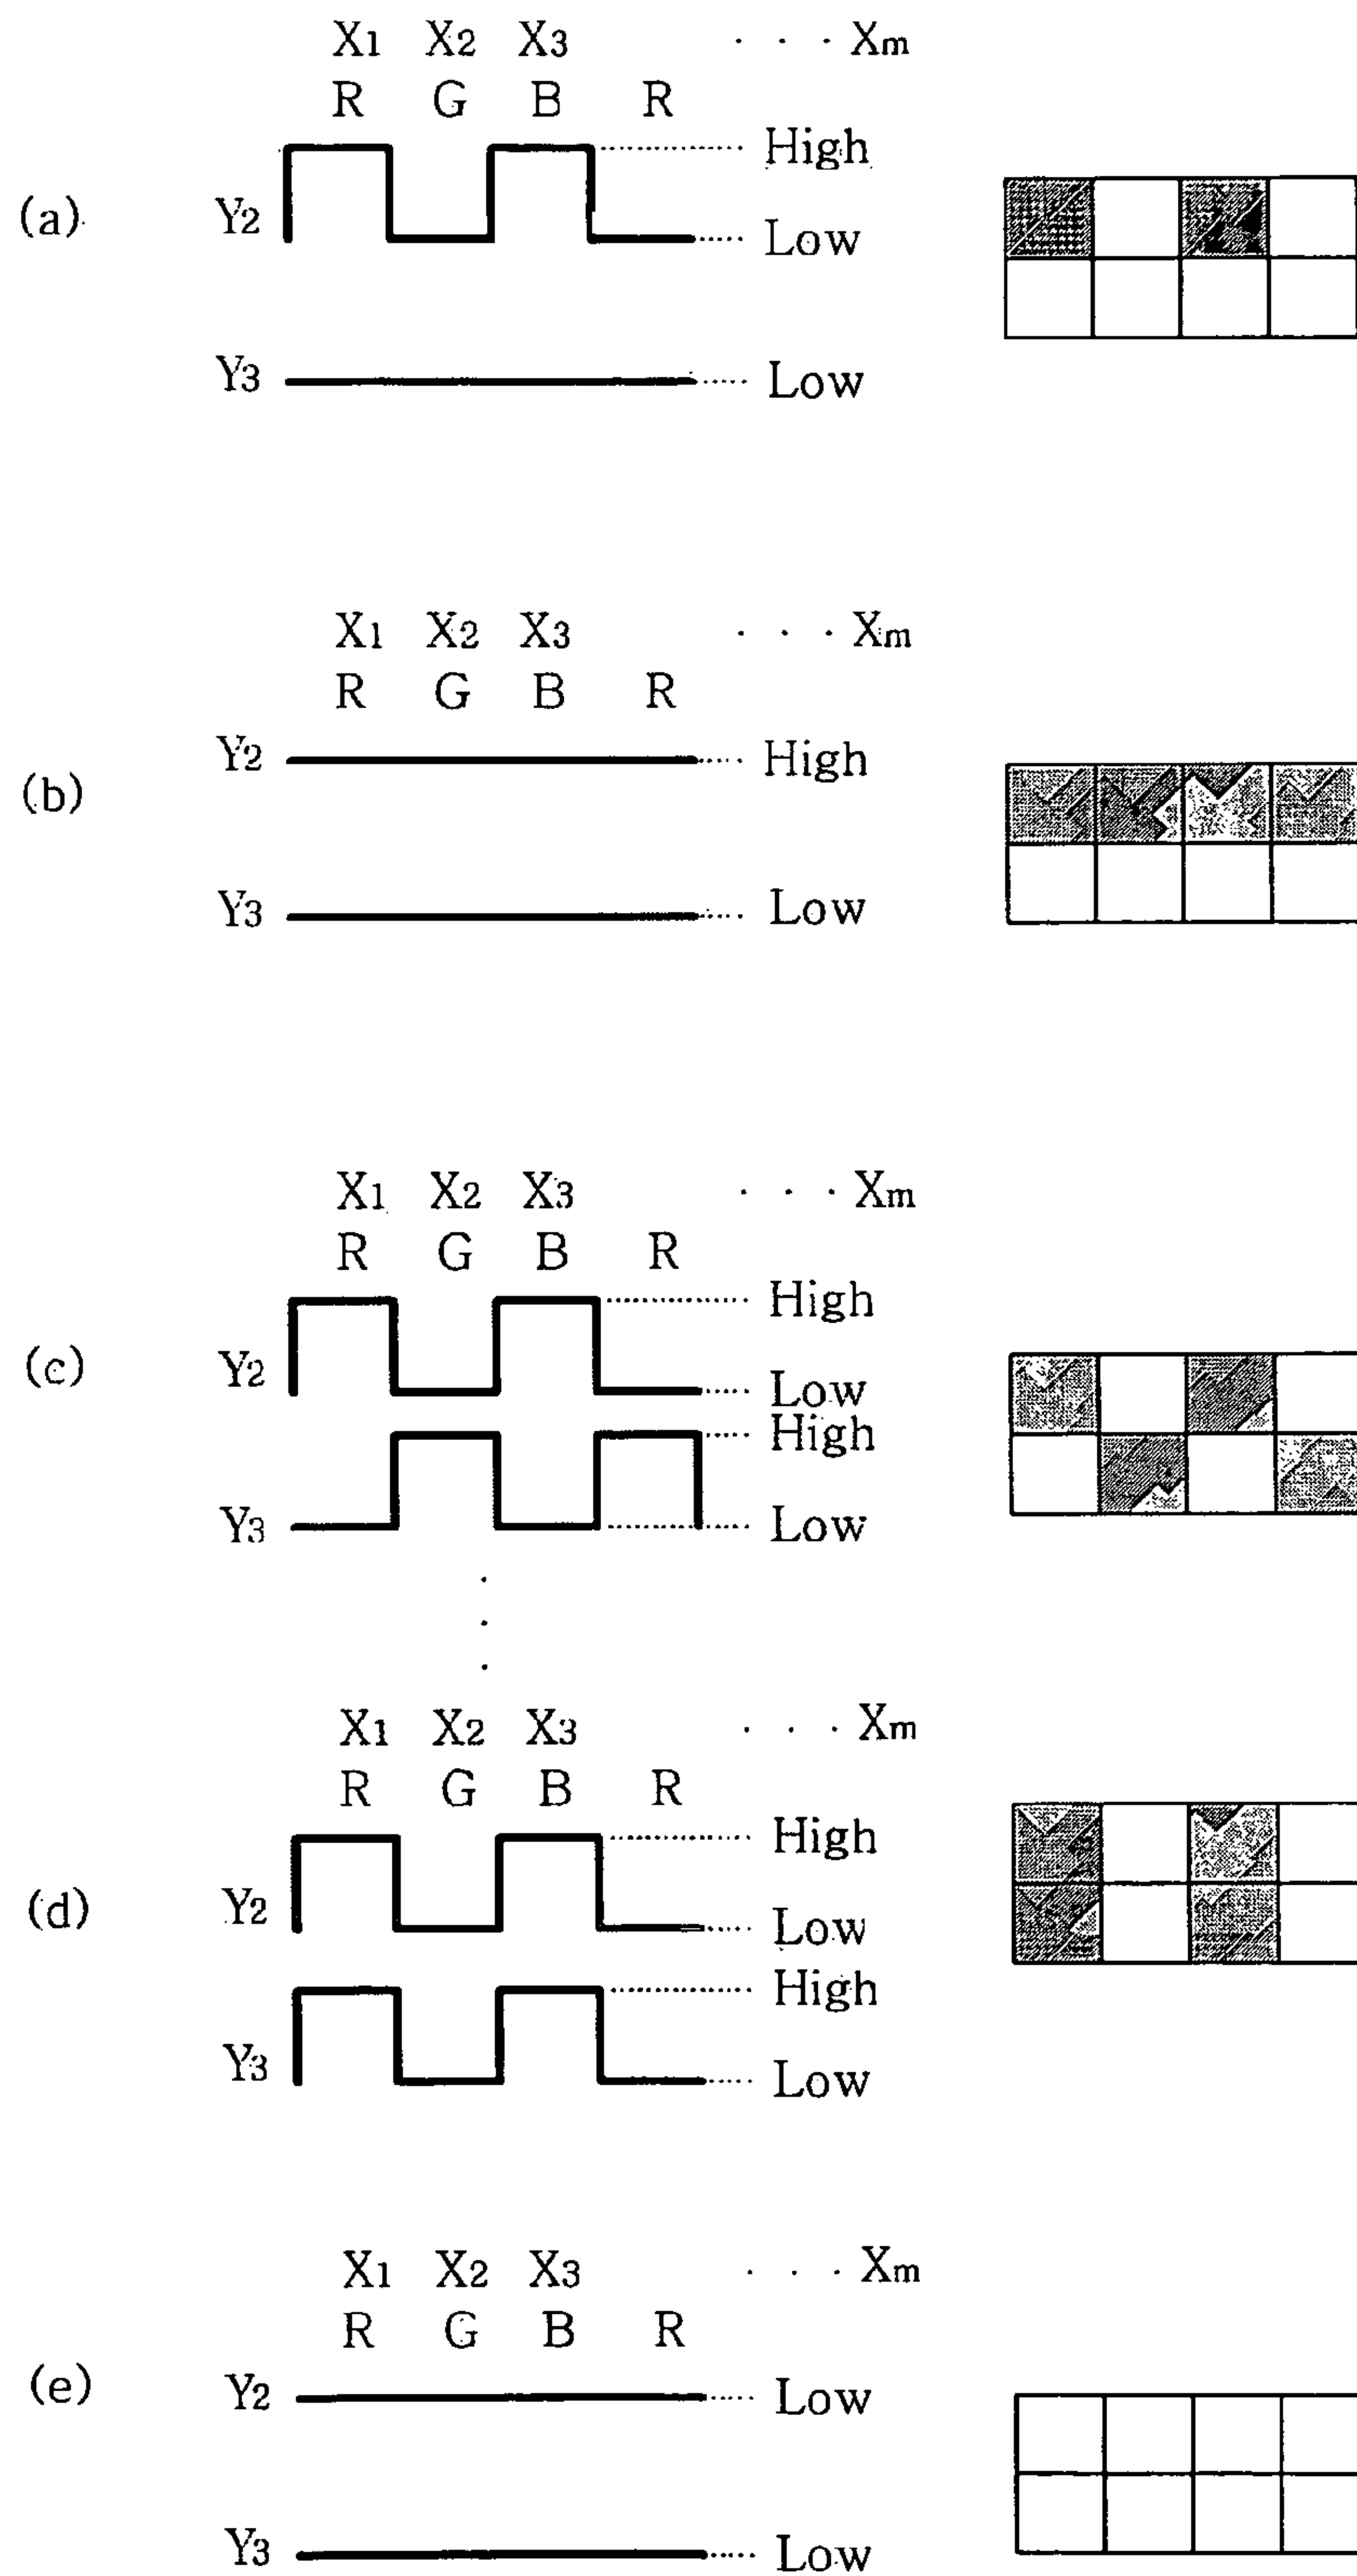 X1 X2 X3 · · · Xm
R G B R
High
(a) Y2
Low
Y3 Low
X1 X2 X3 · · · Xm
R G B R
Y2 High
(b)
Y3 Low
X1 X2 X3 · · · Xm
R G B R
High
(c) Y2
Low
High
Y3 Low
X1 X2 X3 · · · Xm
R G B R
High
(d) Y2
Low
High
Y3
Low
X1 X2 X3 · · · Xm
R G B R
(e) Y2 Low
Y3 Low